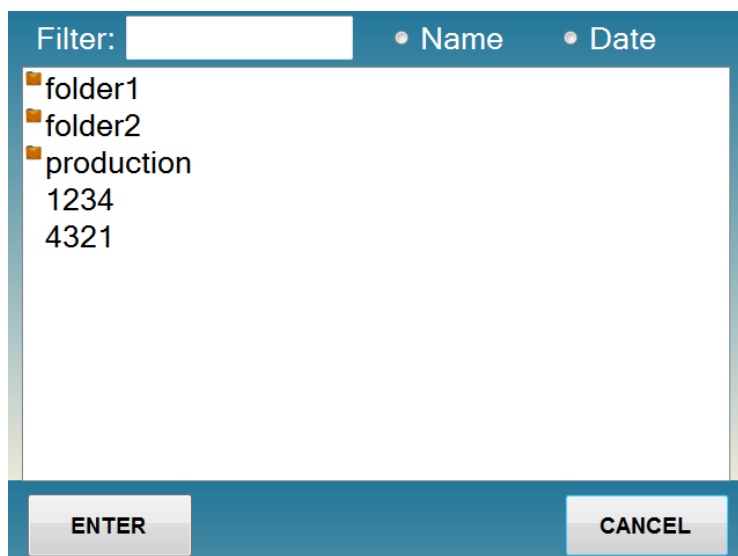 Filter: Name Date
folder1
folder2
production
1234
4321
ENTER CANCEL